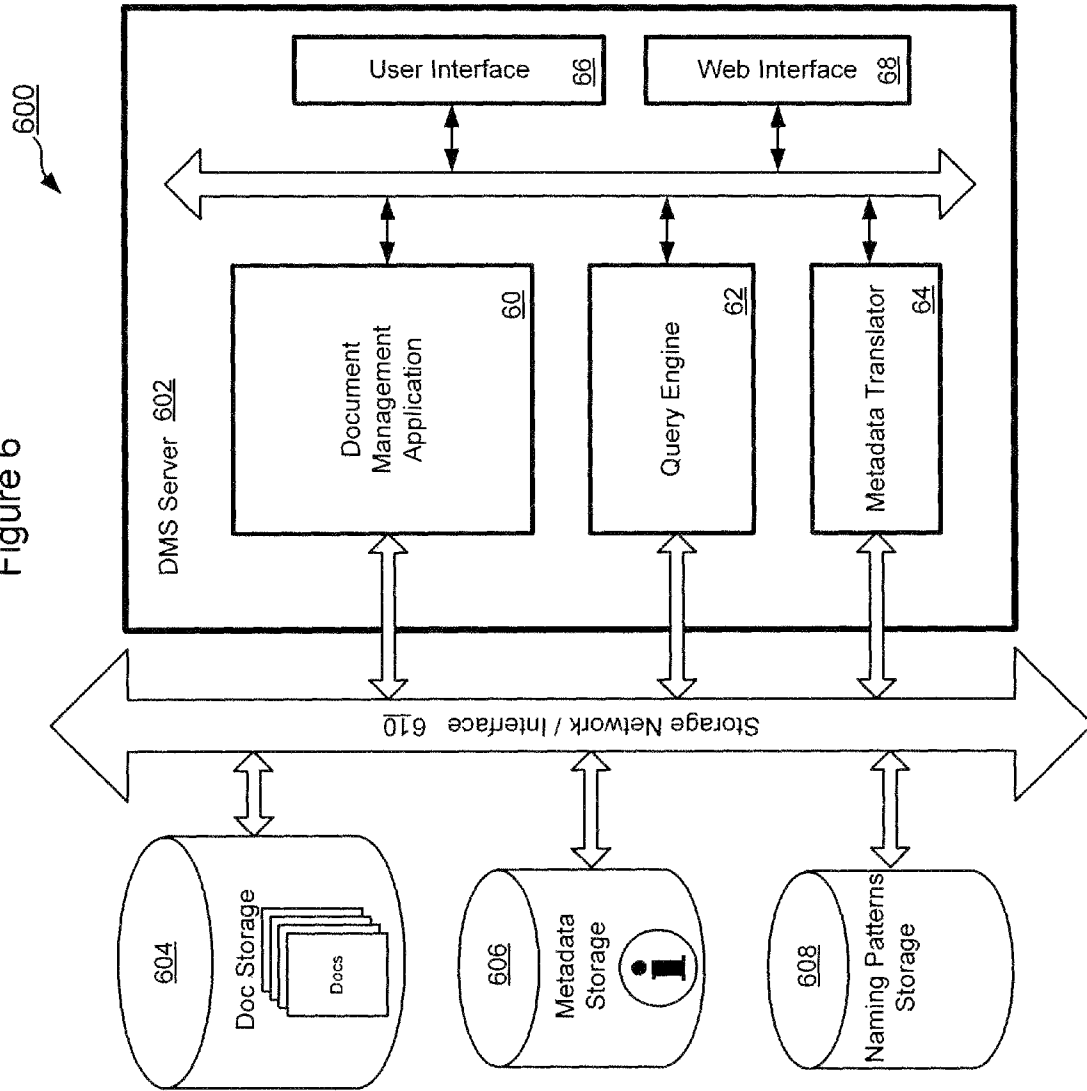 Figure 6
600
DMS Server 602
User Interface
66
Web Interface
68
Document
Management
Application
60
Query Engine
62
Metadata Translator
64
Storage Network / Interface 610
604
Doc Storage
Docs
606
Metadata
Storage
i
608
Naming Patterns
Storage